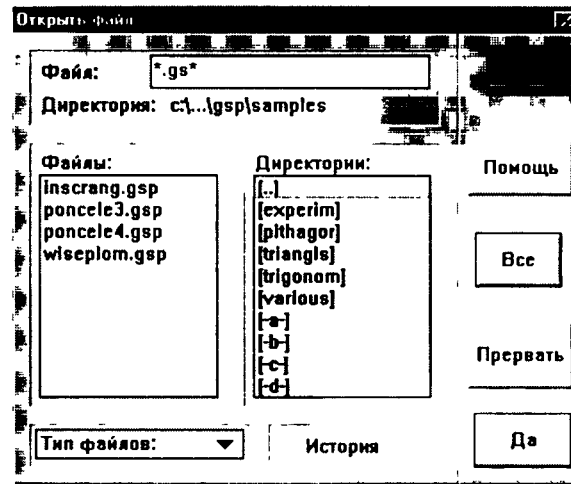 Открыть файл
Файл: *.gs*
Директория: c:\...\gsp\samples
Файлы:
inscrang.gsp
poncele3.gsp
poncele4.gsp
wiseplom.gsp
Директории:
[..]
[experim]
[pithagor]
[triangls]
[trigonom]
[various]
[-a-]
[-b-]
[-c-]
[-d-]
Помощь
Все
Прервать
Да
Тип файлов:
История